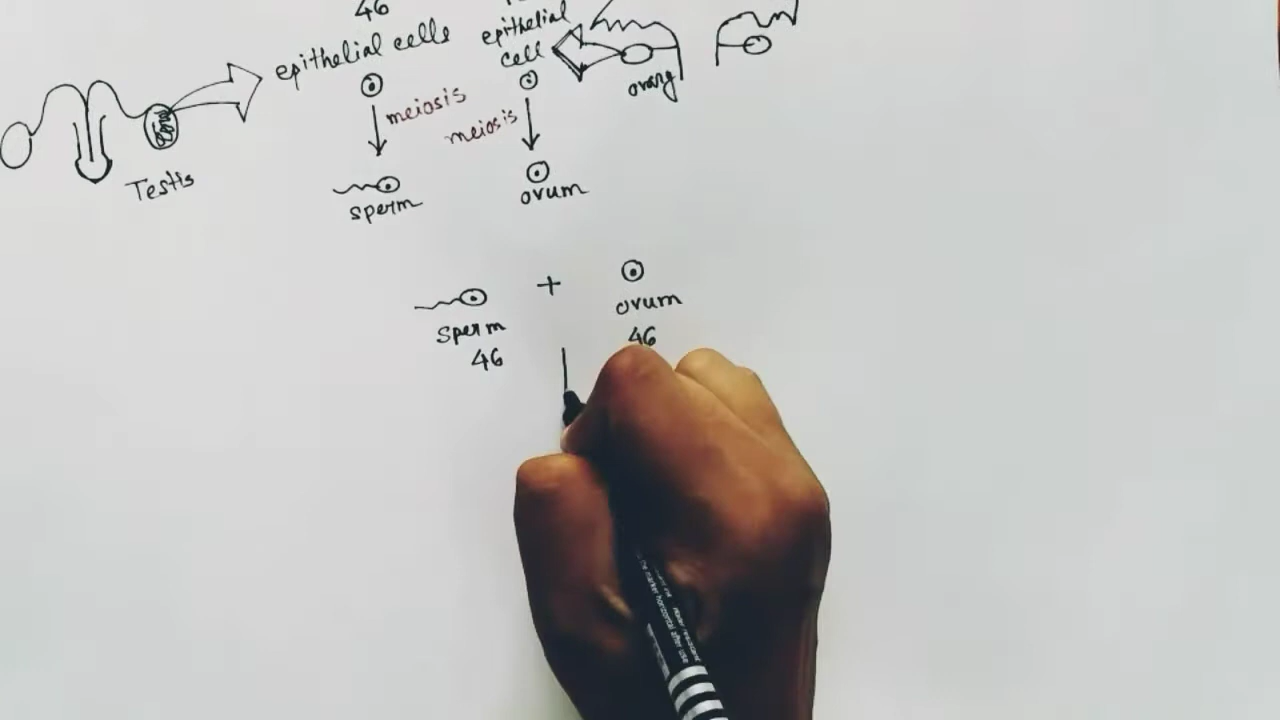 46
epithelial cells
epithelial
cell
ovary
meiosis
meiosis
Testis
sperm
ovum
+
sperm
ovum
46
46